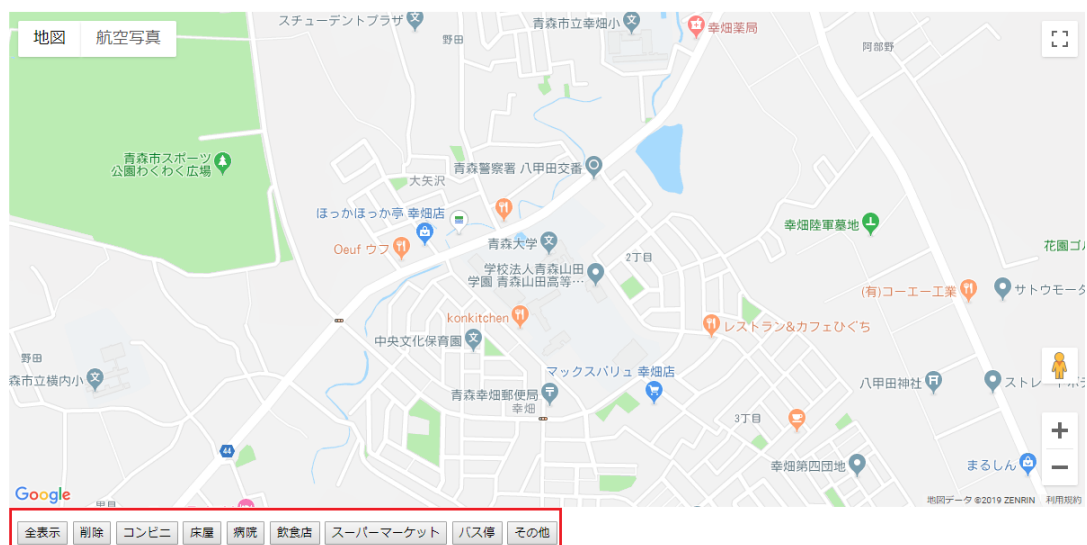 スチューデントプラザ
青森市立幸畑小
幸畑薬局
地図
航空写真
野田
阿部野
青森市スポーツ
公園わくわく広場
青森警察署 八甲田交番
大矢沢
ほっかほっか亭 幸畑店
幸畑陸軍墓地
Oeuf ウフ
青森大学
2丁目
花園ゴル
学校法人青森山田
学園 青森山田高等…
(有)コーエー工業
サトウモータ
konkitchen
レストラン&カフェひぐち
中央文化保育園
野田
森市立横内小
マックスバリュ 幸畑店
八甲田神社
青森幸畑郵便局
幸畑
3丁目
44
幸畑第四団地
まるしん
Google
地図データ ©2019 ZENRIN
利用規約
全表示 削除 コンビニ 床屋 病院 飲食店 スーパーマーケット バス停 その他